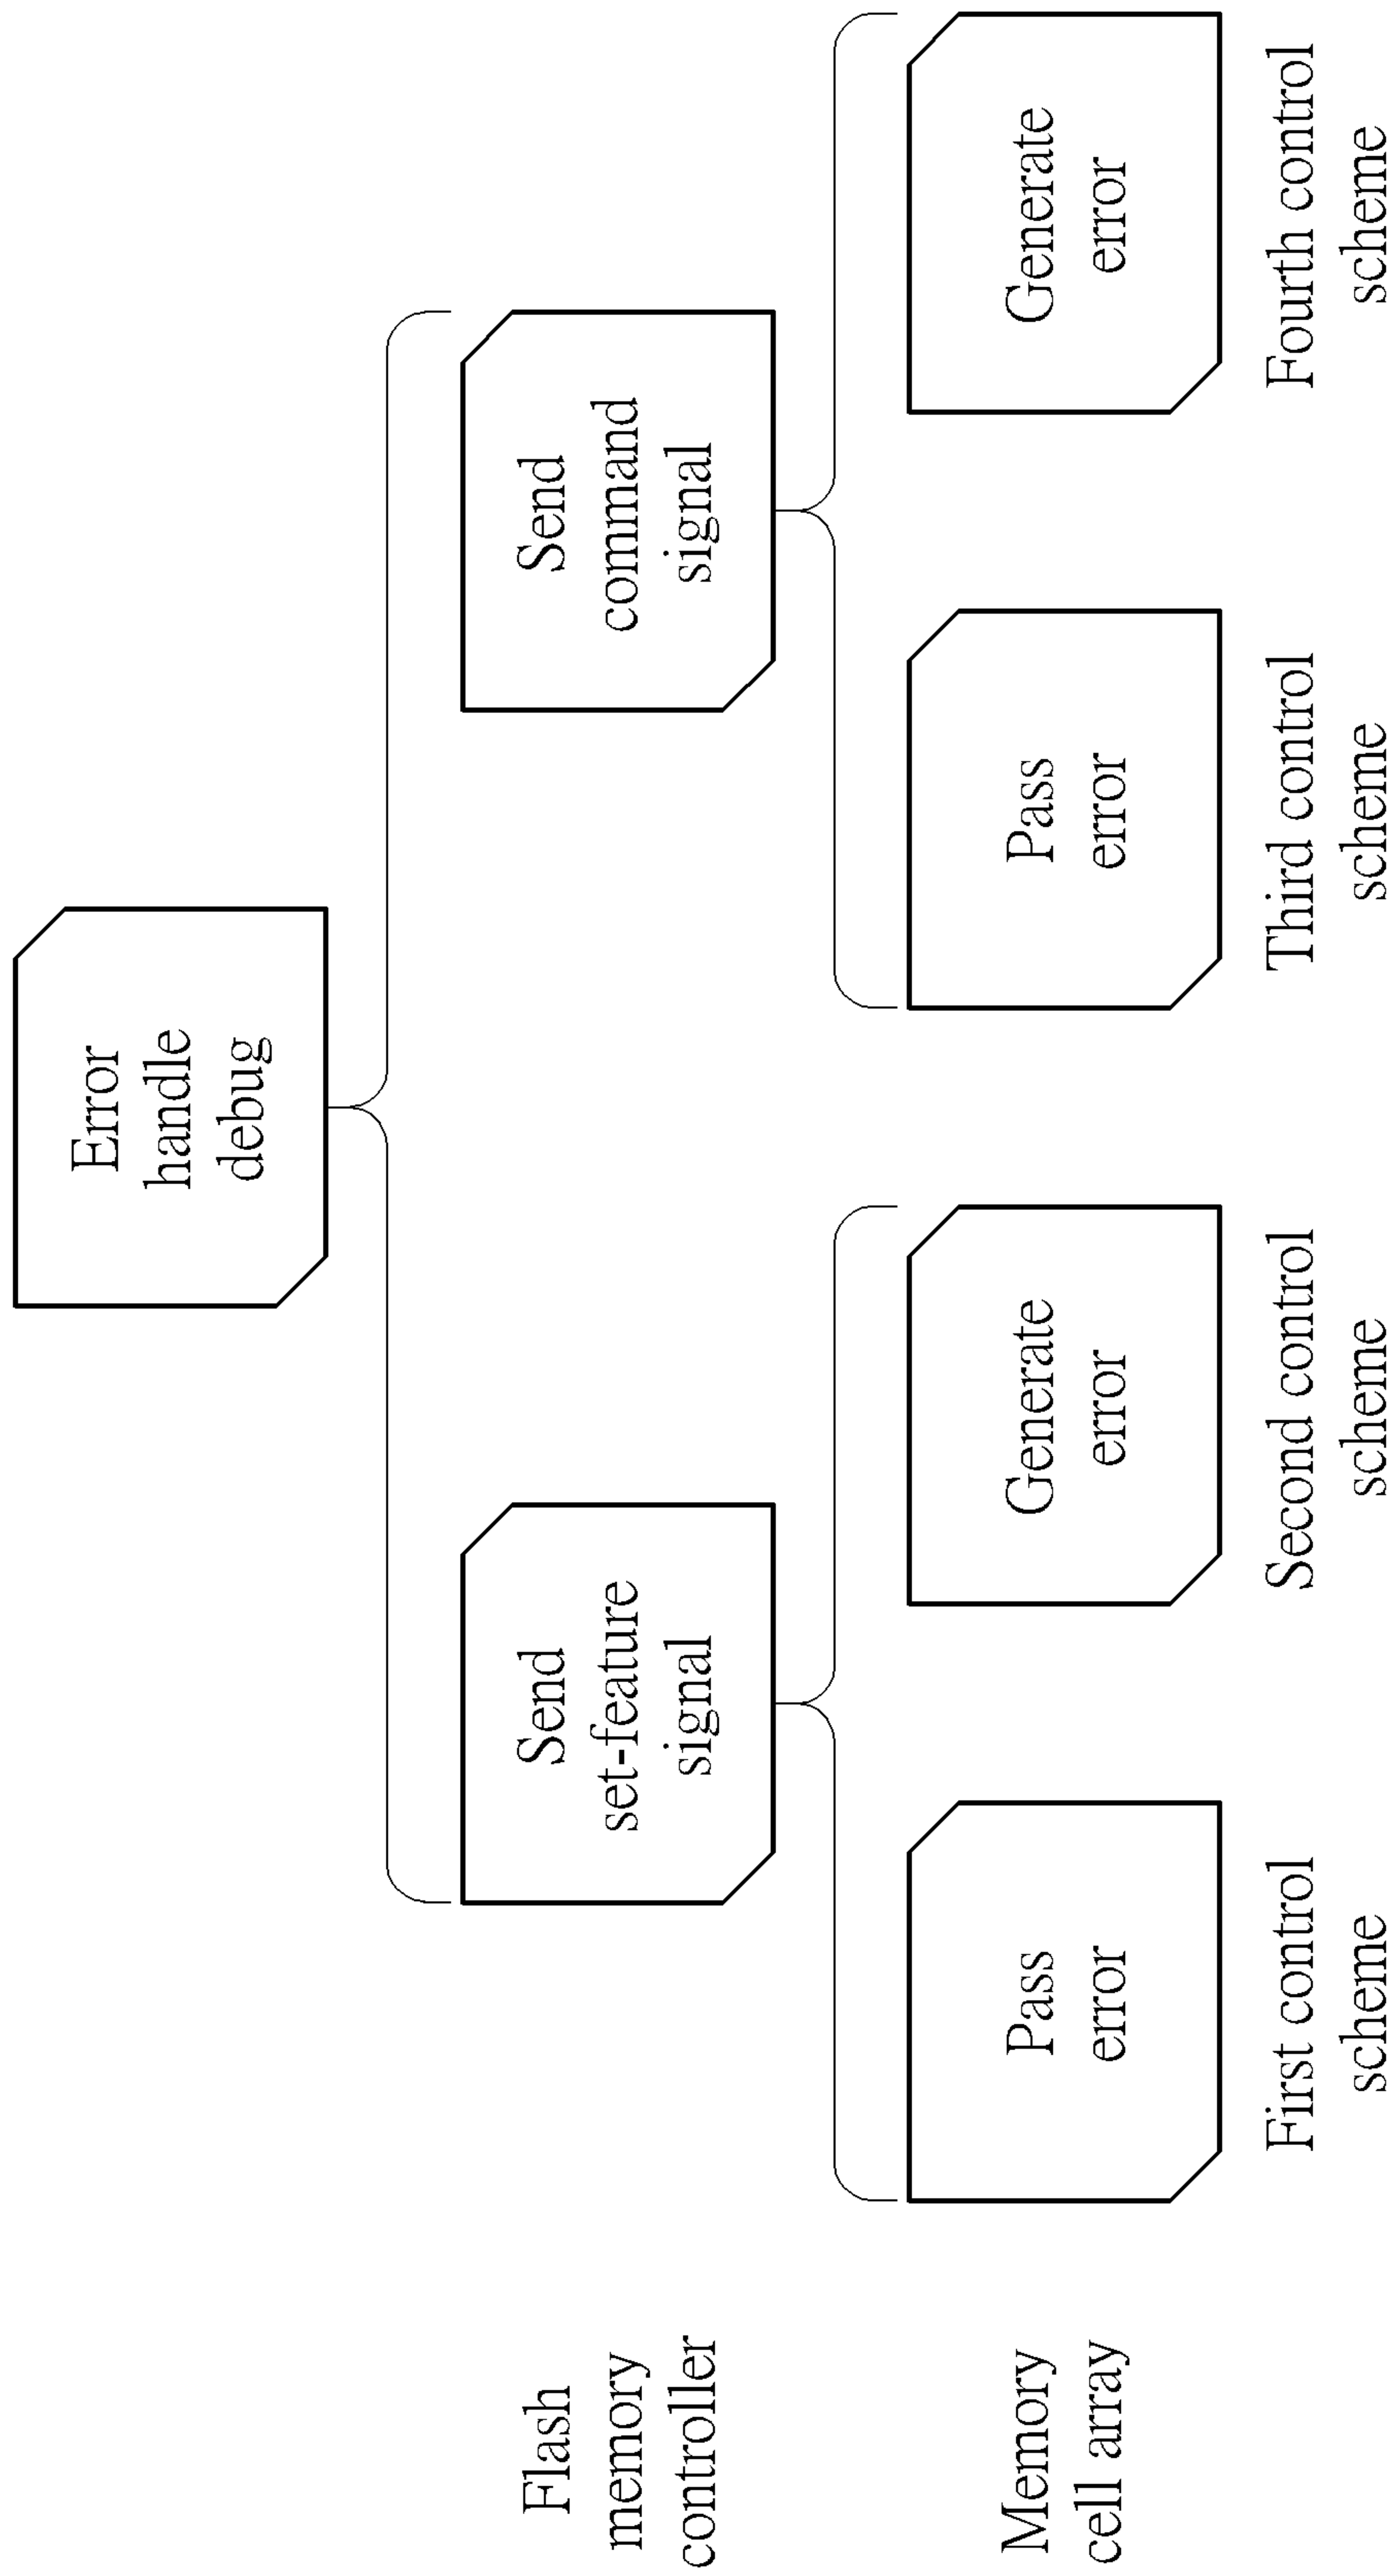 Error
handle
debug
Flash
memory
controller
Send
set-feature
signal
Send
command
signal
Memory
cell array
Pass
error
Generate
error
Pass
error
Generate
error
First control
scheme
Second control
scheme
Third control
scheme
Fourth control
scheme